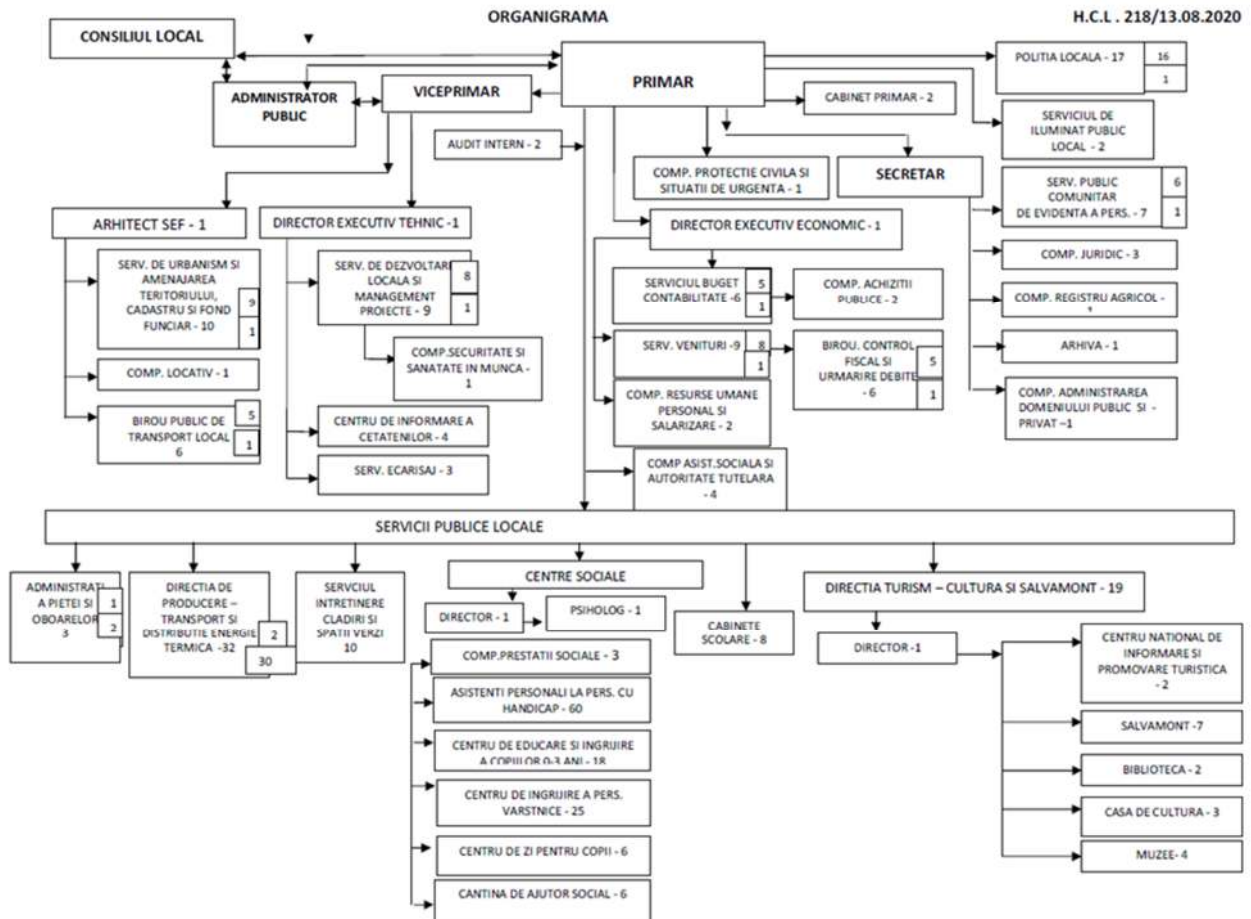 ORGANIGRAMA
H.C.L . 218/13.08.2020
CONSILIUL LOCAL
ADMINISTRATOR
PUBLIC
VICEPRIMAR
PRIMAR
CABINET PRIMAR - 2
POLITIA LOCALA - 17
16
1
SERVICIUL DE
ILUMINAT PUBLIC
LOCAL - 2
AUDIT INTERN - 2
COMP. PROTECTIE CIVILA SI
SITUATII DE URGENTA - 1
SECRETAR
SERV. PUBLIC
COMUNITAR
DE EVIDENTA A PERS. - 7
6
1
ARHITECT SEF - 1
DIRECTOR EXECUTIV TEHNIC -1
DIRECTOR EXECUTIV ECONOMIC -1
SERV. DE URBANISM SI
AMENAJAREA
TERITORIULUI,
CADASTRU SI FOND
FUNCIAR - 10
9
1
COMP. LOCATIV - 1
BIROU PUBLIC DE
TRANSPORT LOCAL
6
5
1
SERV. DE DEZVOLTARE
LOCALA SI
MANAGEMENT
PROIECTE - 9
8
1
COMP.SECURITATE SI
SANATATE IN MUNCA -
1
CENTRU DE INFORMARE A
CETATENILOR - 4
SERV. ECARISAJ - 3
SERVICIUL BUGET
CONTABILITATE -6
5
1
COMP. ACHIZITII
PUBLICE - 2
SERV. VENITURI -9
8
1
BIROU. CONTROL
FISCAL SI
URMARIRE DEBITE
- 6
5
1
COMP. RESURSE UMANE
PERSONAL SI
SALARIZARE - 2
COMP ASIST.SOCIALA SI
AUTORITATE TUTELARA
- 4
COMP. JURIDIC - 3
COMP. REGISTRU AGRICOL -
ARHIVA - 1
COMP. ADMINISTRAREA
DOMENIULUI PUBLIC SI -
PRIVAT –1
SERVICII PUBLICE LOCALE
ADMINISTRATI
A PIETEI SI
OBOARELOR
3
1
2
DIRECTIA DE
PRODUCERE –
TRANSPORT SI
DISTRIBUTIE ENERGIE
TERMICA -32
2
30
SERVCIUL
INTRETINERE
CLADIRI SI
SPATII VERZI
10
CENTRE SOCIALE
DIRECTOR - 1
PSIHOLOG - 1
COMP.PRESTATII SOCIALE - 3
ASISTENTI PERSONALI LA PERS. CU
HANDICAP - 60
CENTRU DE EDUCARE SI INGRIJIRE
A COPIILOR 0-3 ANI - 18
CENTRU DE INGRIJIRE A PERS.
VARSTNICE - 25
CENTRU DE ZI PENTRU COPII - 6
CANTINA DE AJUTOR SOCIAL - 6
CABINETE
SCOLARE - 8
DIRECTIA TURISM – CULTURA SI SALVAMONT - 19
DIRECTOR -1
CENTRU NATIONAL DE
INFORMARE SI
PROMOVARE TURISTICA
- 2
SALVAMONT -7
BIBLIOTECA - 2
CASA DE CULTURA - 3
MUZEE- 4